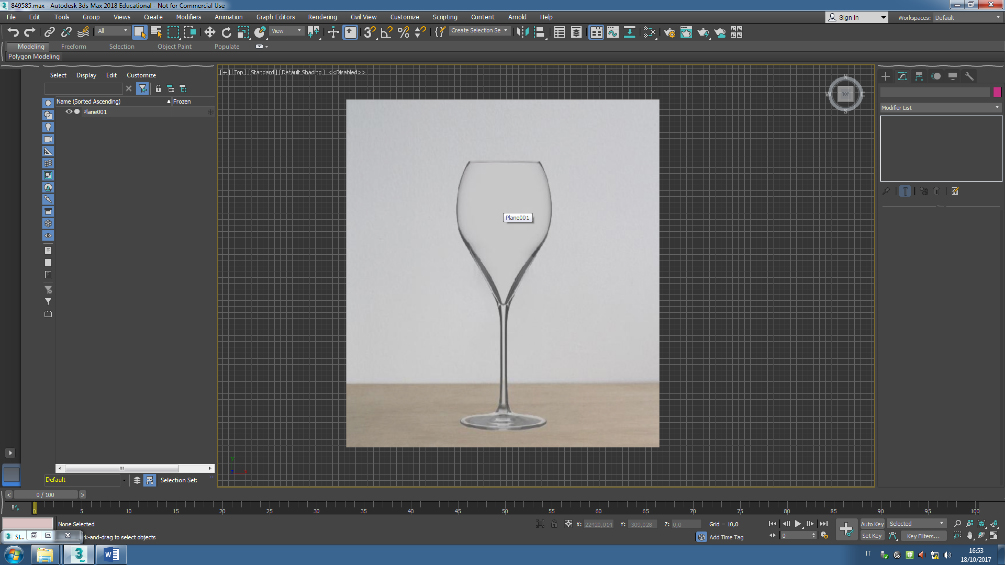 849585.max - Autodesk 3ds Max 2018 Educational - Not for Commercial Use
File Edit Tools Group Views Create Modifiers Animation Graph Editors Rendering Civil View Customize Scripting Content Arnold Help
Sign In Workspaces: Default
All View Create Selection Se
Modeling Freeform Selection Object Paint Populate
Polygon Modeling
Select Display Edit Customize
[+] [Top] [Standard] [Default Shading] <<Disabled>>
Name (Sorted Ascending) Frozen
Plane001
Modifier List
Plane001
Default Selection Set:
0 / 100
0 5 10 15 20 25 30 35 40 45 50 55 60 65 70 75 80 85 90 95 100
None Selected X: Y: Z: 0,0 Grid = 10,0 Auto Key Selected
and-drag to select objects Add Time Tag Set Key Key Filters...
IT 16:53
18/10/2017